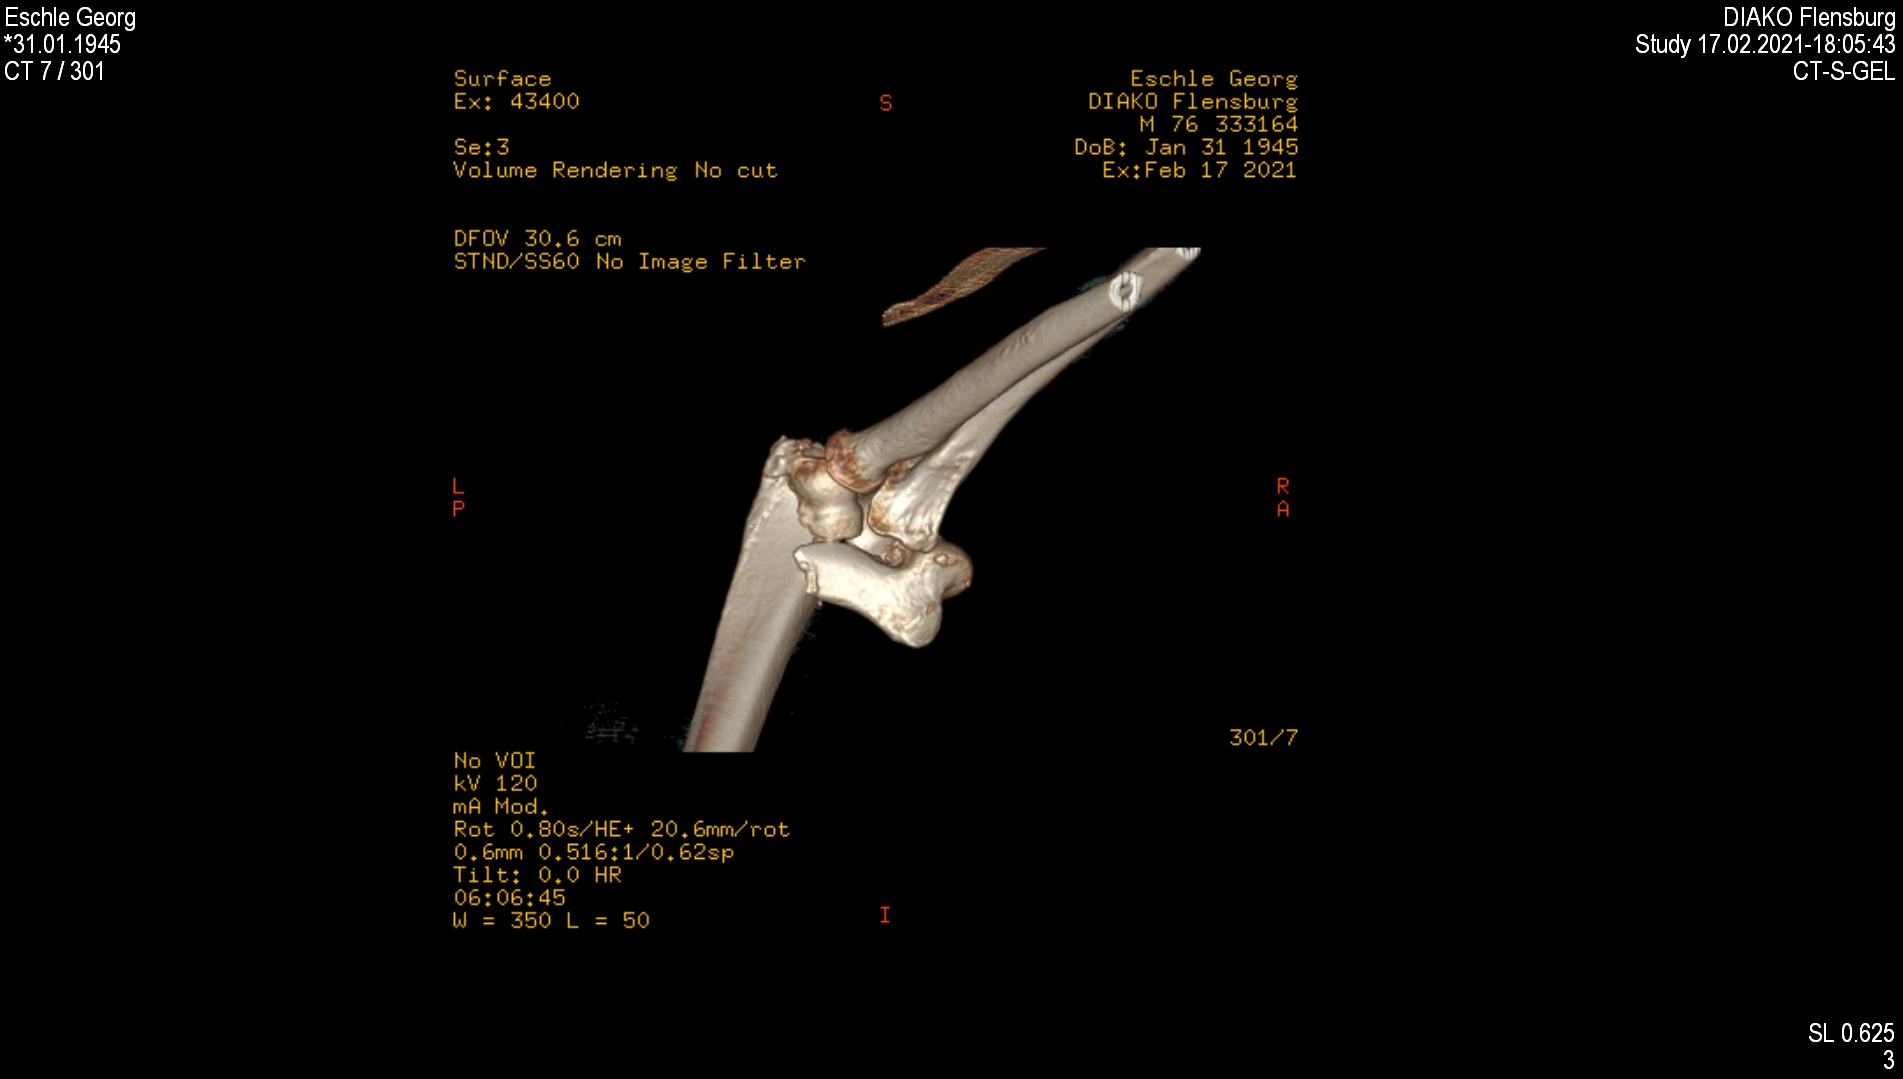 Eschle Georg
*31.01.1945
CT 7 / 301
DIAKO Flensburg
Study 17.02.2021-18:05:43
CT-S-GEL
Surface
Ex: 43400
Se:3
Volume Rendering No cut
DFOV 30.6 cm
STND/SS60 No Image Filter
S
Eschle Georg
DIAKO Flensburg
M 76 333164
DoB: Jan 31 1945
Ex:Feb 17 2021
L
P
R
A
301/7
No VOI
kV 120
mA Mod.
Rot 0.80s/HE+ 20.6mm/rot
0.6mm 0.516:1/0.62sp
Tilt: 0.0 HR
06:06:45
W = 350 L = 50
I
SL 0.625
3